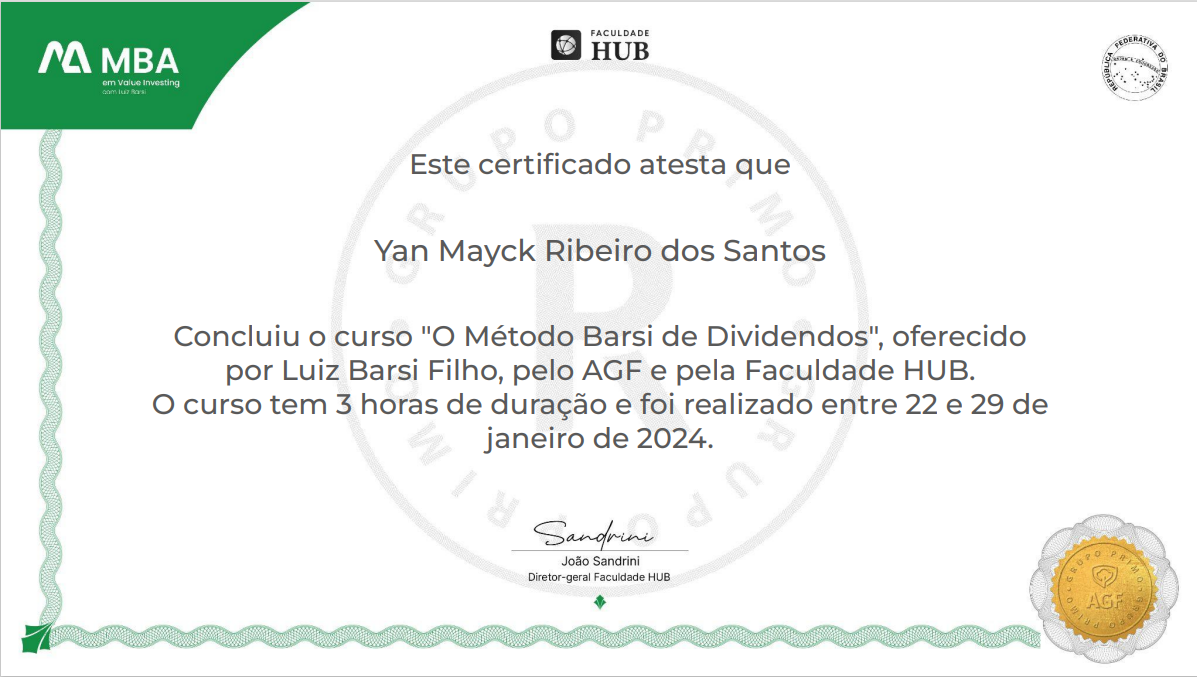 MBA
em Value Investing
com Luiz Barsi
FACULDADE
HUB
REPÚBLICA FEDERATIVA DO BRASIL
Este certificado atesta que
Yan Mayck Ribeiro dos Santos
Concluiu o curso "O Método Barsi de Dividendos", oferecido
por Luiz Barsi Filho, pelo AGF e pela Faculdade HUB.
O curso tem 3 horas de duração e foi realizado entre 22 e 29 de
janeiro de 2024.
GRUPO PRIMO • GRUPO PRIMO •
R
Sandrini
João Sandrini
Diretor-geral Faculdade HUB
GRUPO PRIMO • GRUPO PRIMO •
AGF